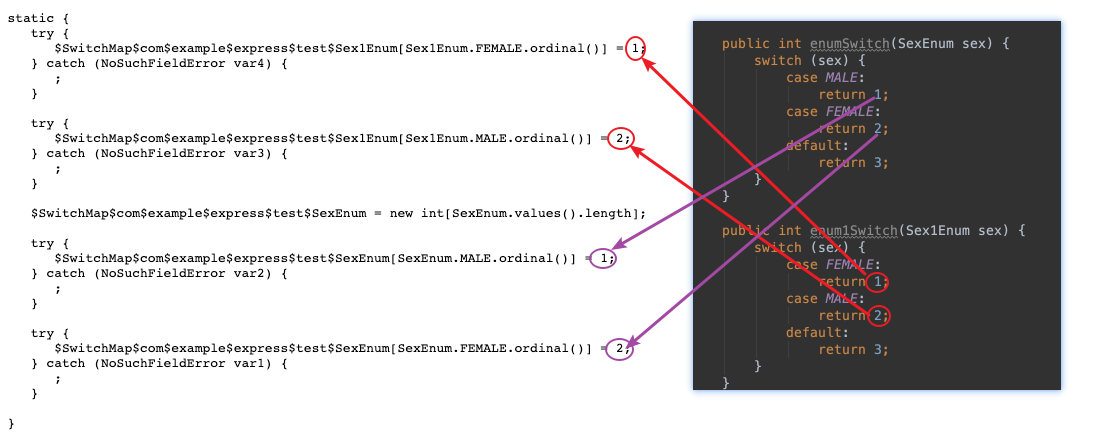 static {
try {
$SwitchMap$com$example$express$test$Sex1Enum[Sex1Enum.FEMALE.ordinal()] = 1;
} catch (NoSuchFieldError var4) {
;
}
try {
$SwitchMap$com$example$express$test$Sex1Enum[Sex1Enum.MALE.ordinal()] = 2;
} catch (NoSuchFieldError var3) {
;
}
$SwitchMap$com$example$express$test$SexEnum = new int[SexEnum.values().length];
try {
$SwitchMap$com$example$express$test$SexEnum[SexEnum.MALE.ordinal()] = 1;
} catch (NoSuchFieldError var2) {
;
}
try {
$SwitchMap$com$example$express$test$SexEnum[SexEnum.FEMALE.ordinal()] = 2;
} catch (NoSuchFieldError var1) {
;
}
}
public int enumSwitch(SexEnum sex) {
switch (sex) {
case MALE:
return 1;
case FEMALE:
return 2;
default:
return 3;
}
}
public int enum1Switch(Sex1Enum sex) {
switch (sex) {
case FEMALE:
return 1;
case MALE:
return 2;
default:
return 3;
}
}